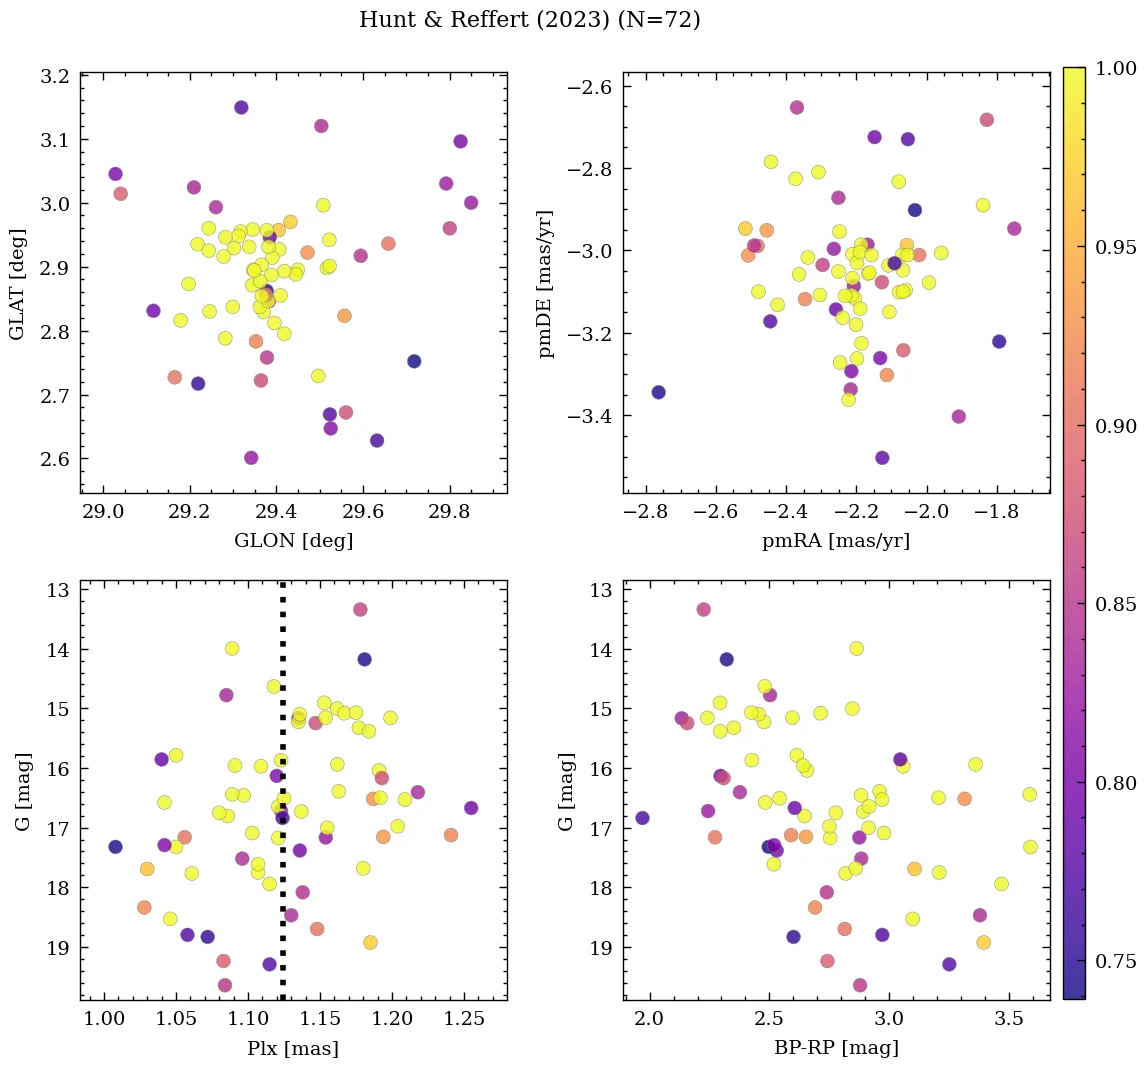 Hunt & Reffert (2023) (N=72)
3.2
3.1
3.0
2.9
2.8
2.7
2.6
GLAT [deg]
29.0 29.2 29.4 29.6 29.8
GLON [deg]
−2.6
−2.8
−3.0
−3.2
−3.4
pmDE [mas/yr]
−2.8 −2.6 −2.4 −2.2 −2.0 −1.8
pmRA [mas/yr]
1.00
0.95
0.90
0.85
0.80
0.75
13
14
15
16
17
18
19
G [mag]
1.00 1.05 1.10 1.15 1.20 1.25
Plx [mas]
13
14
15
16
17
18
19
G [mag]
2.0 2.5 3.0 3.5
BP-RP [mag]